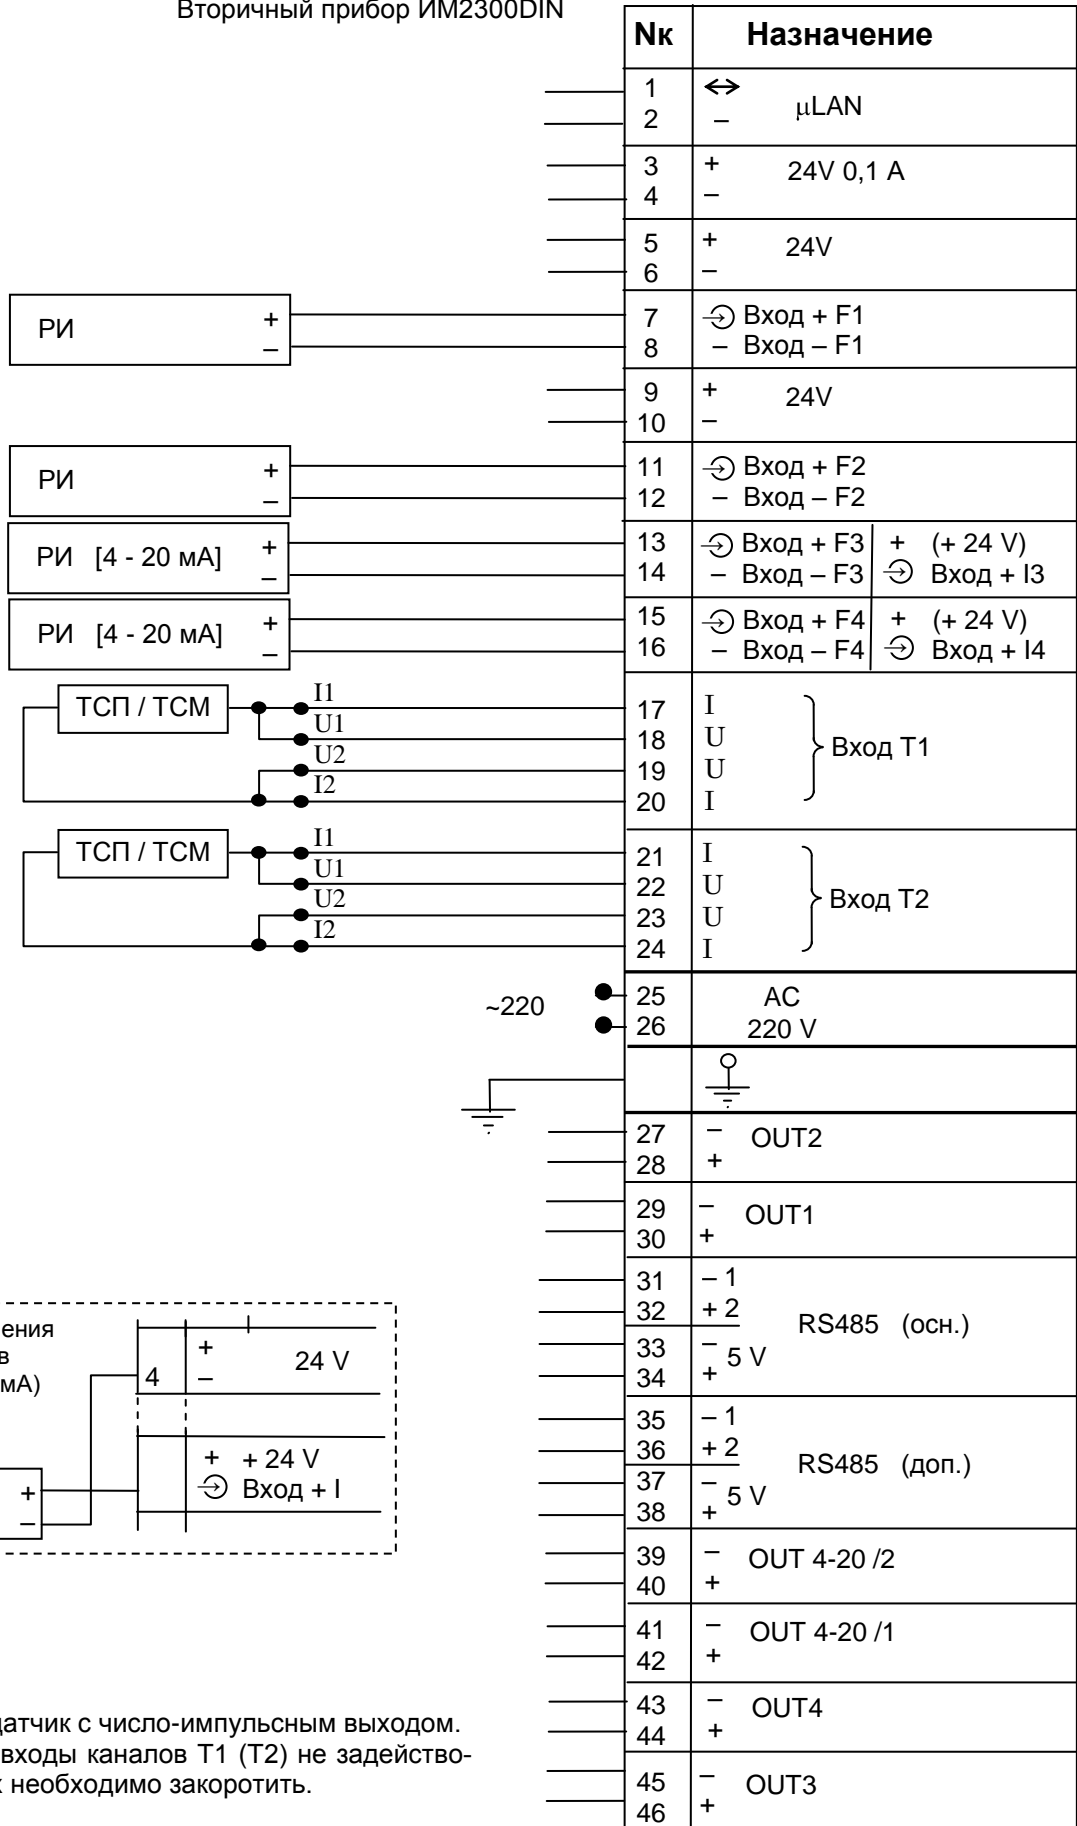 Вторичный прибор ИМ2300DIN
Nк Назначение
1 ↔
2 – μLAN
3 + 24V 0,1 A
4 –
5 + 24V
6 –
РИ + 7 Вход + F1
– 8 – Вход – F1
9 + 24V
10 –
РИ + 11 Вход + F2
– 12 – Вход – F2
РИ [4 - 20 мА] + 13 Вход + F3 + (+ 24 V)
– 14 – Вход – F3 Вход + I3
РИ [4 - 20 мА] + 15 Вход + F4 + (+ 24 V)
– 16 – Вход – F4 Вход + I4
ТСП / ТСМ I1 17 I
U1 18 U Вход T1
U2 19 U
I2 20 I
ТСП / ТСМ I1 21 I
U1 22 U Вход T2
U2 23 U
I2 24 I
~220 25 AC
26 220 V
27 – OUT2
28 +
29 – OUT1
30 +
31 – 1
32 + 2 RS485 (осн.)
33 – 5 V
34 +
35 – 1
36 + 2 RS485 (доп.)
37 – 5 V
38 +
39 – OUT 4-20 /2
40 +
41 – OUT 4-20 /1
42 +
43 – OUT4
44 +
45 – OUT3
46 +
ения
в
мА)
+ 24 V
4 –
+ + 24 V
+ Вход + I
–
датчик с число-импульсным выходом.
входы каналов Т1 (Т2) не задейство-
х необходимо закоротить.